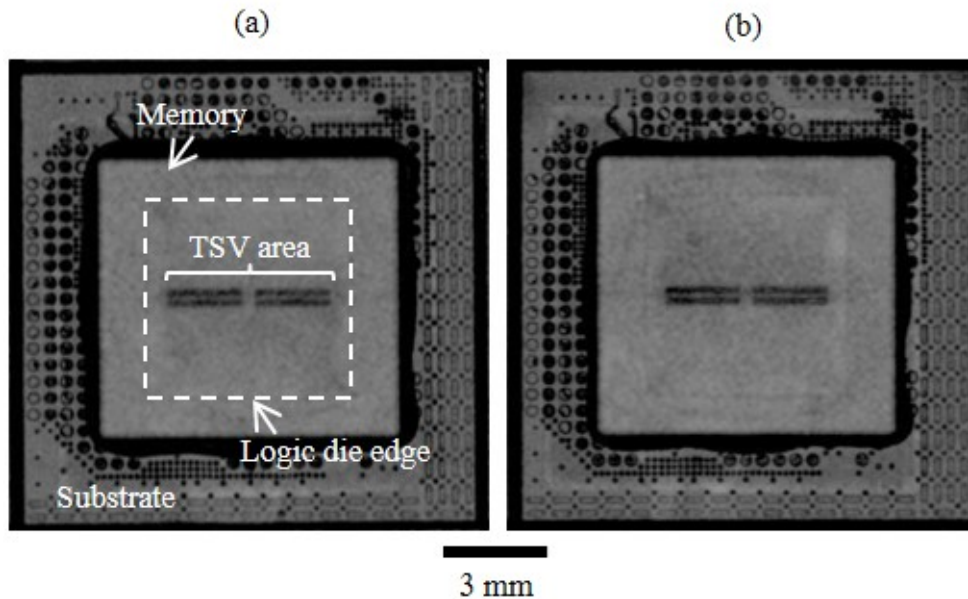 (a)
(b)
Memory
TSV area
Logic die edge
Substrate
3 mm